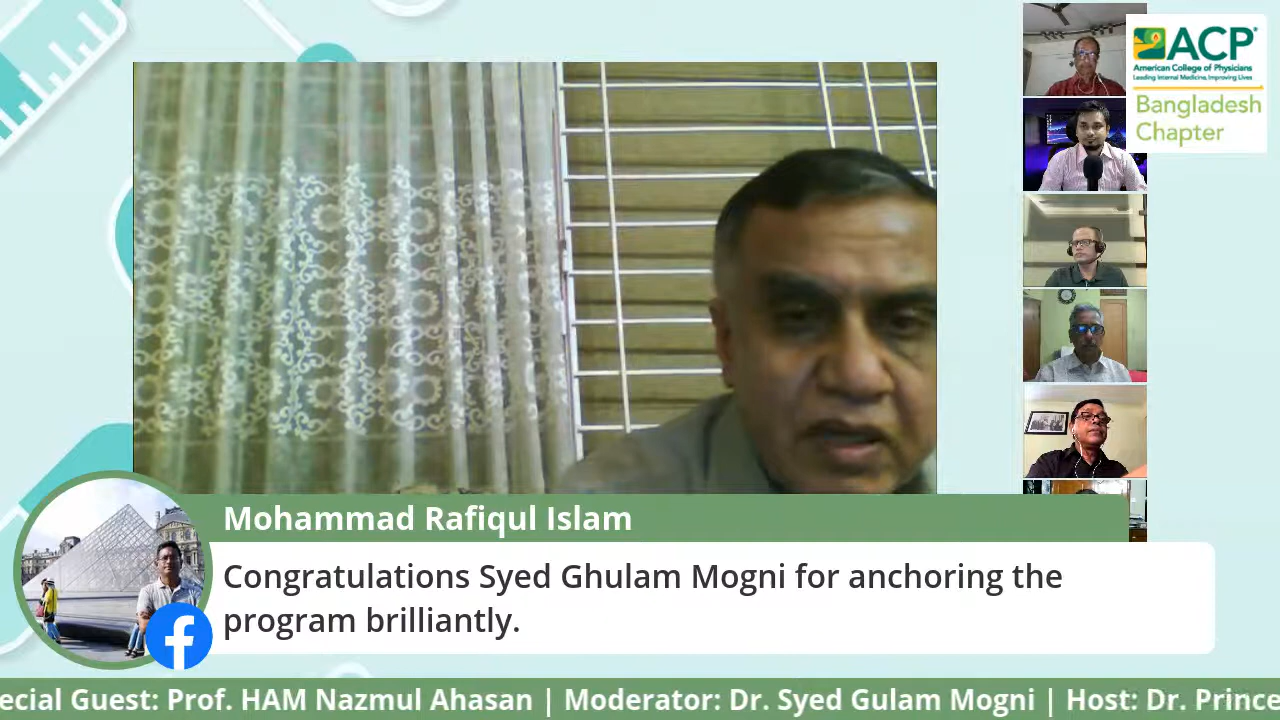 ACP
American College of Physicians
Leading Internal Medicine, Improving Lives
Bangladesh
Chapter
Mohammad Rafiqul Islam
Congratulations Syed Ghulam Mogni for anchoring the
program brilliantly.
ecial Guest: Prof. HAM Nazmul Ahasan | Moderator: Dr. Syed Gulam Mogni | Host: Dr. Prince